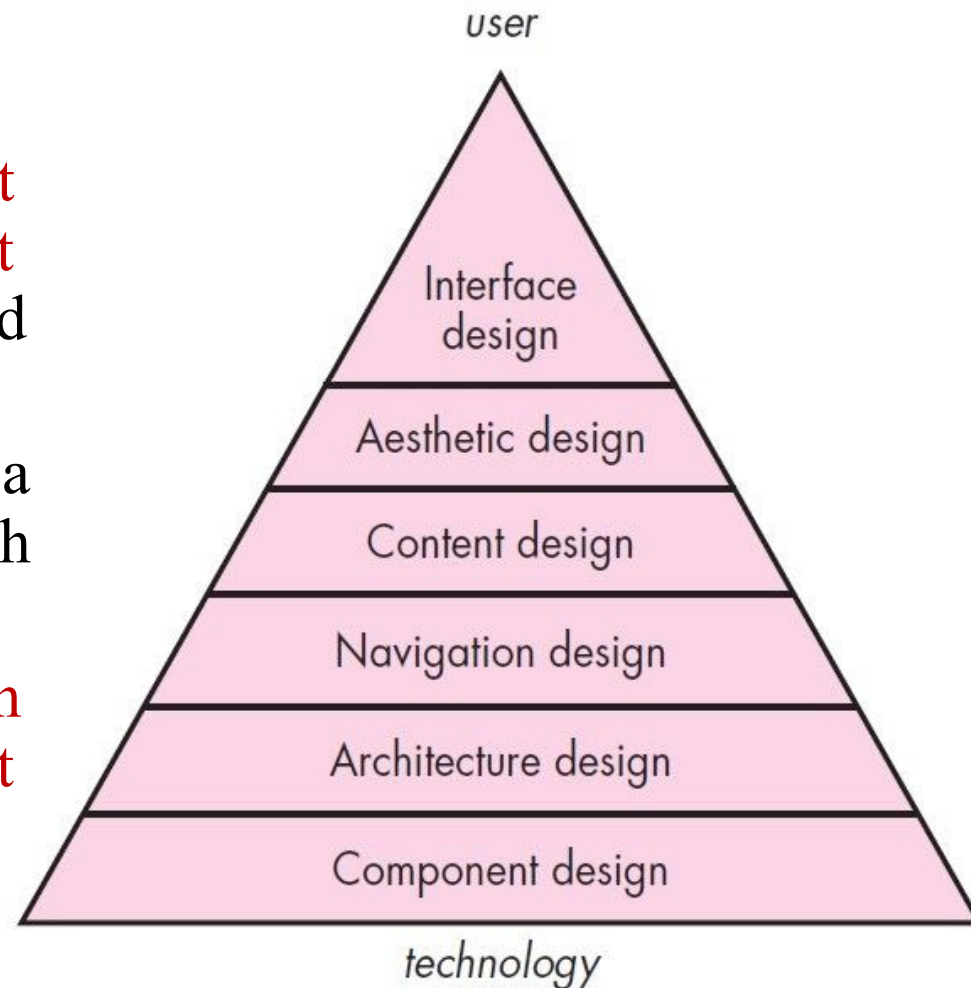 user
t
t
d
a
h
t
Interface
design
Aesthetic design
Content design
Navigation design
Architecture design
Component design
technology